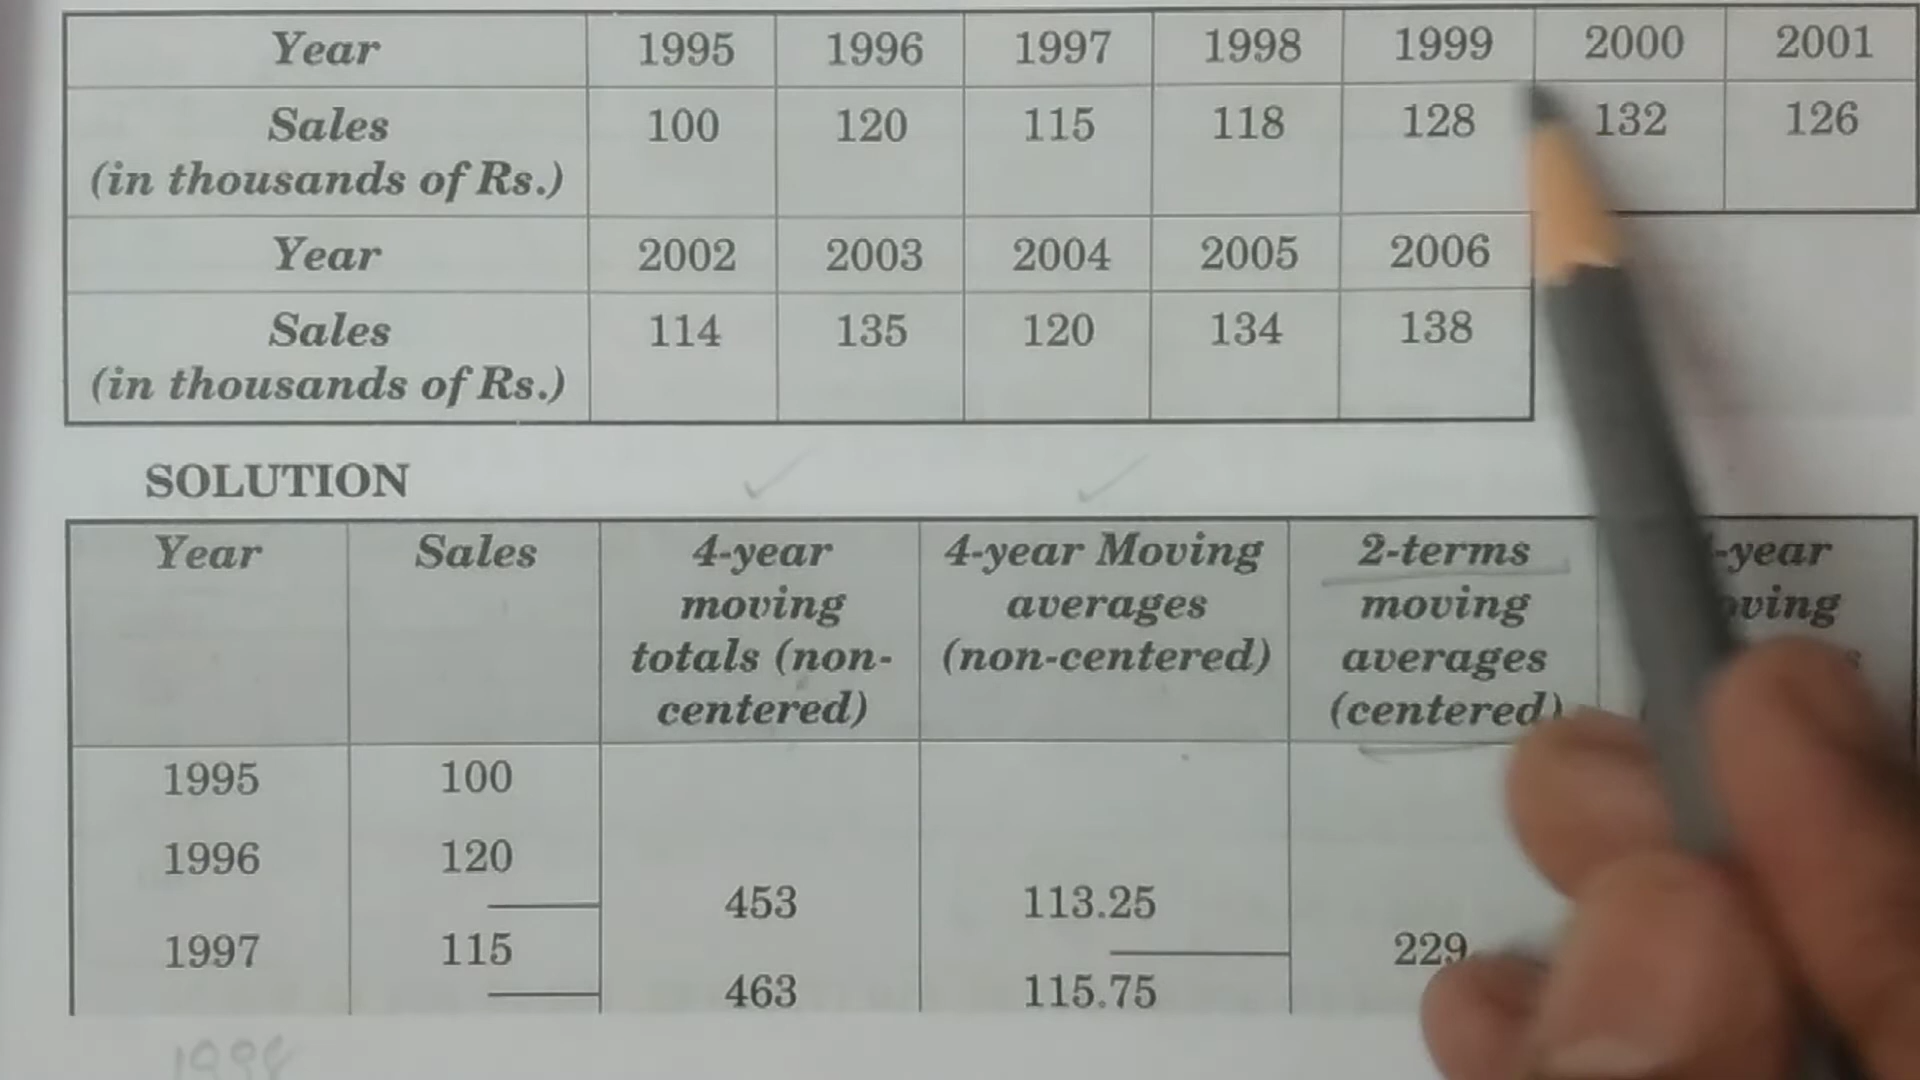 Year 1995 1996 1997 1998 1999 2000 2001
Sales 100 120 115 118 128 132 126
(in thousands of Rs.)
Year 2002 2003 2004 2005 2006
Sales 114 135 120 134 138
(in thousands of Rs.)
SOLUTION
Year Sales 4-year 4-year Moving 2-terms -year
moving averages moving
totals (non- (non-centered) averages
centered) (centered)
1995 100
1996 120
453 113.25
1997 115 229
463 115.75
1998